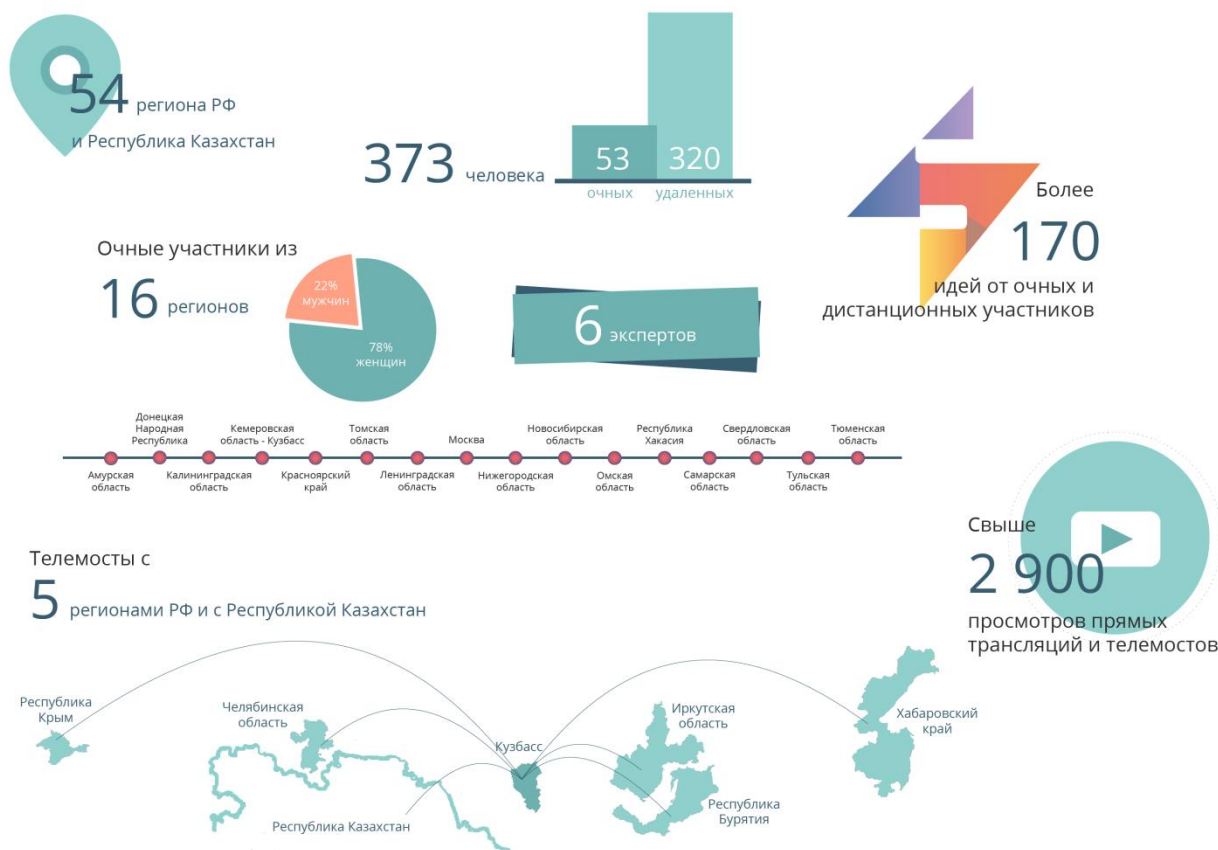 54 региона РФ
и Республика Казахстан
373 человека
53
320
очных
удаленных
Более
170
идей от очных и
дистанционных участников
Очные участники из
16 регионов
22%
мужчин
78%
женщин
6 экспертов
Донецкая
Народная
Республика
Кемеровская
область - Кузбасс
Томская
область
Москва
Новосибирская
область
Республика
Хакасия
Свердловская
область
Тюменская
область
Амурская
область
Калининградская
область
Красноярский
край
Ленинградская
область
Нижегородская
область
Омская
область
Самарская
область
Тульская
область
Свыше
2 900
просмотров прямых
трансляций и телемостов
Телемосты с
5 регионами РФ и с Республикой Казахстан
Республика
Крым
Челябинская
область
Кузбасс
Иркутская
область
Хабаровский
край
Республика Казахстан
Республика
Бурятия